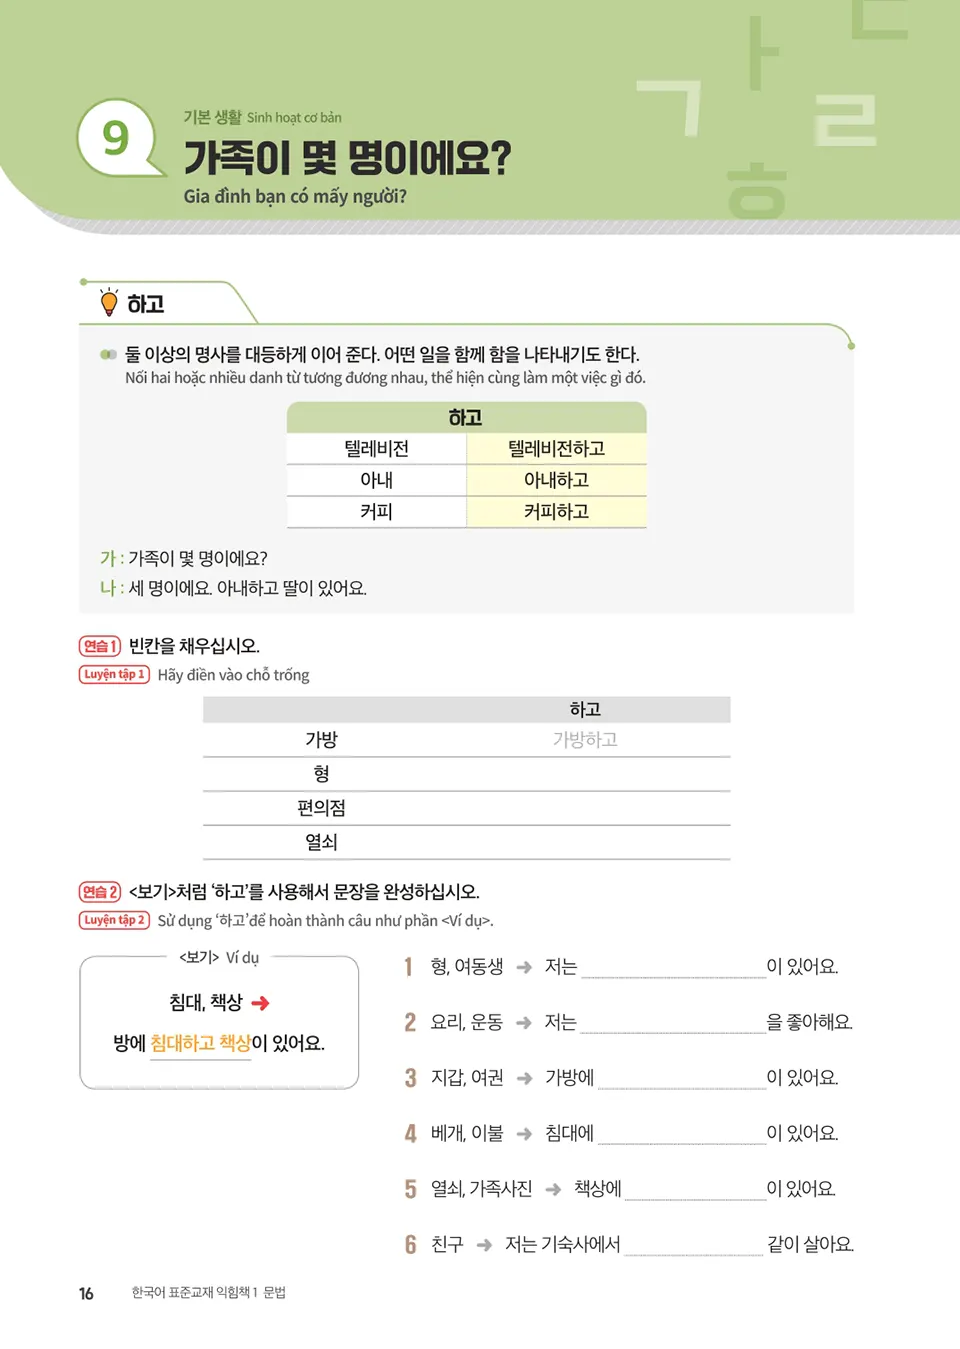 ㄱ ㅏ ㄴ ㄹ ㅎ
9
기본 생활 Sinh hoạt cơ bản
가족이 몇 명이에요?
Gia đình bạn có mấy người?
하고
둘 이상의 명사를 대등하게 이어 준다. 어떤 일을 함께 함을 나타내기도 한다.
Nối hai hoặc nhiều danh từ tương đương nhau, thể hiện cùng làm một việc gì đó.
하고
텔레비전 텔레비전하고
아내 아내하고
커피 커피하고
가 : 가족이 몇 명이에요?
나 : 세 명이에요. 아내하고 딸이 있어요.
연습 1 빈칸을 채우십시오.
Luyện tập 1 Hãy điền vào chỗ trống
하고
가방 가방하고
형
편의점
열쇠
연습 2 <보기>처럼 ‘하고’를 사용해서 문장을 완성하십시오.
Luyện tập 2 Sử dụng ‘하고’để hoàn thành câu như phần <Ví dụ>.
<보기> Ví dụ
침대, 책상 ➜
방에 침대하고 책상이 있어요.
1 형, 여동생 ➜ 저는 ____________ 이 있어요.
2 요리, 운동 ➜ 저는 ____________ 을 좋아해요.
3 지갑, 여권 ➜ 가방에 ____________ 이 있어요.
4 베개, 이불 ➜ 침대에 ____________ 이 있어요.
5 열쇠, 가족사진 ➜ 책상에 ____________ 이 있어요.
6 친구 ➜ 저는 기숙사에서 ____________ 같이 살아요.
16 한국어 표준교재 익힘책 1 문법